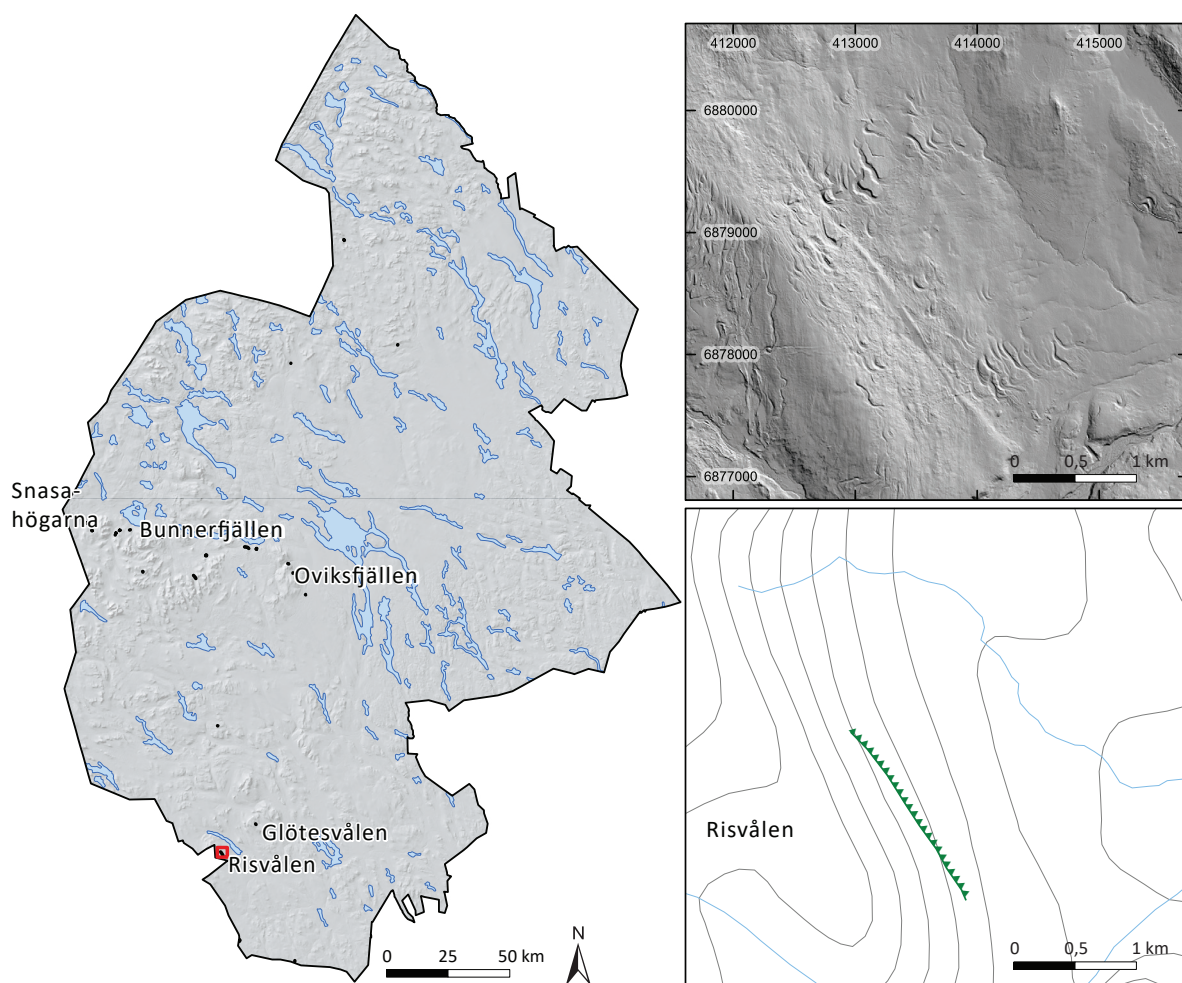 Snasa-
högarna
Bunnerfjällen
Oviksfjällen
Glötesvålen
Risvålen
N
0 25 50 km
412000 413000 414000 415000
6880000
6879000
6878000
6877000
0 0,5 1 km
Risvålen
0 0,5 1 km